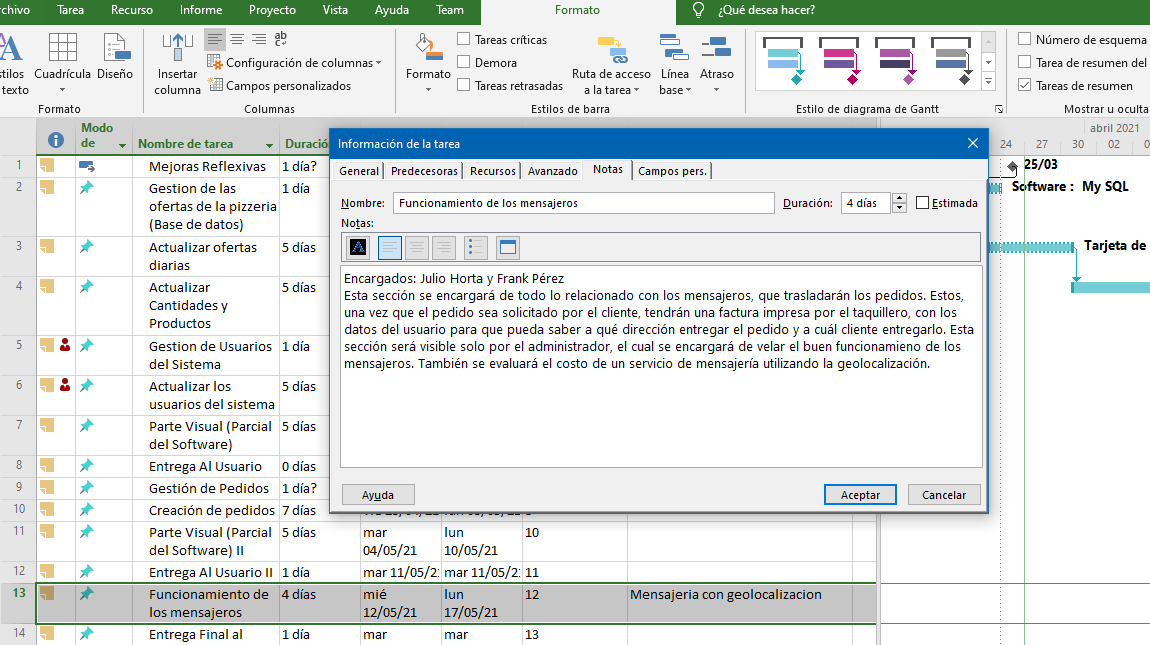 rchivo Tarea Recurso Informe Proyecto Vista Ayuda Team Formato ¿Qué desea hacer?
stilos
texto
Cuadrícula
Diseño
Formato
Insertar
columna
ab
c
Configuración de columnas
Campos personalizados
Columnas
Formato
Tareas críticas
Demora
Tareas retrasadas
Ruta de acceso
a la tarea
Línea
base
Atraso
Estilos de barra
Estilo de diagrama de Gantt
Número de esquema
Tarea de resumen del
Tareas de resumen
Mostrar u oculta
Modo
de
Nombre de tarea
Duració
abril 2021
24 27 30 02 0
1 Mejoras Reflexivas 1 día?
25/03
2 Gestion de las 1 día
ofertas de la pizzeria
(Base de datos)
Software : My SQL
3 Actualizar ofertas 5 días
diarias
Tarjeta de
4 Actualizar 5 días
Cantidades y
Productos
5 Gestion de Usuarios 1 día
del Sistema
6 Actualizar los 5 días
usuarios del sistema
7 Parte Visual (Parcial 5 días
del Software)
8 Entrega Al Usuario 0 días
9 Gestión de Pedidos 1 día?
10 Creación de pedidos 7 días
11 Parte Visual (Parcial 5 días mar lun 10
del Software) II 04/05/21 10/05/21
12 Entrega Al Usuario II 1 día mar 11/05/2 mar 11/05/2 11
13 Funcionamiento de 4 días mié lun 12 Mensajeria con geolocalizacion
los mensajeros 12/05/21 17/05/21
14 Entrega Final al 1 día mar mar 13
Información de la tarea
General Predecesoras Recursos Avanzado Notas Campos pers.
Nombre: Funcionamiento de los mensajeros Duración: 4 días Estimada
Notas:
A
Encargados: Julio Horta y Frank Pérez
Esta sección se encargará de todo lo relacionado con los mensajeros, que trasladarán los pedidos. Estos,
una vez que el pedido sea solicitado por el cliente, tendrán una factura impresa por el taquillero, con los
datos del usuario para que pueda saber a qué dirección entregar el pedido y a cuál cliente entregarlo. Esta
sección será visible solo por el administrador, el cual se encargará de velar el buen funcionamieno de los
mensajeros. También se evaluará el costo de un servicio de mensajería utilizando la geolocalización.
Ayuda Aceptar Cancelar